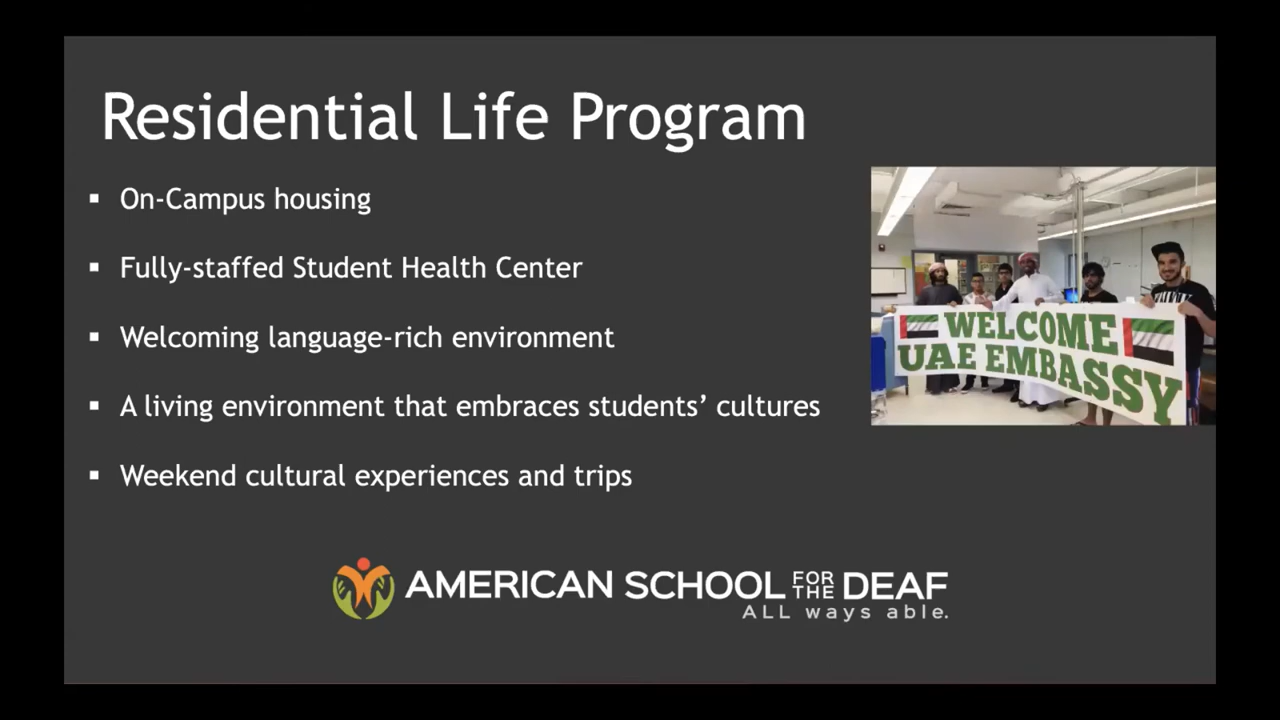 Residential Life Program
▪ On-Campus housing
▪ Fully-staffed Student Health Center
▪ Welcoming language-rich environment
▪ A living environment that embraces students’ cultures
▪ Weekend cultural experiences and trips
WELCOME
UAE EMBASSY
AMERICAN SCHOOL FOR THE DEAF
ALL ways able.